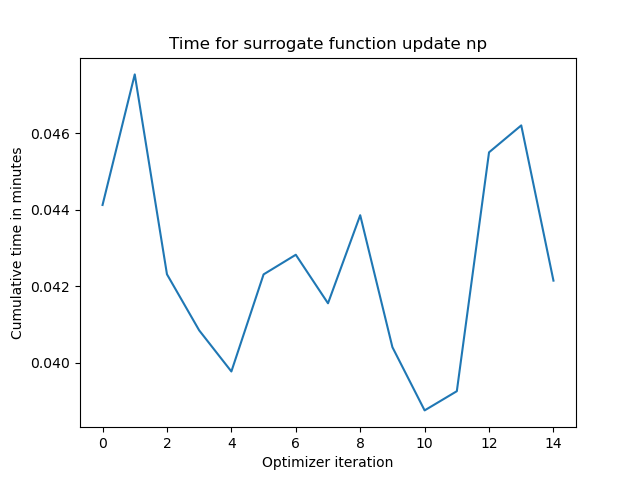 Time for surrogate function update np
Cumulative time in minutes
0.046
0.044
0.042
0.040
0 2 4 6 8 10 12 14
Optimizer iteration